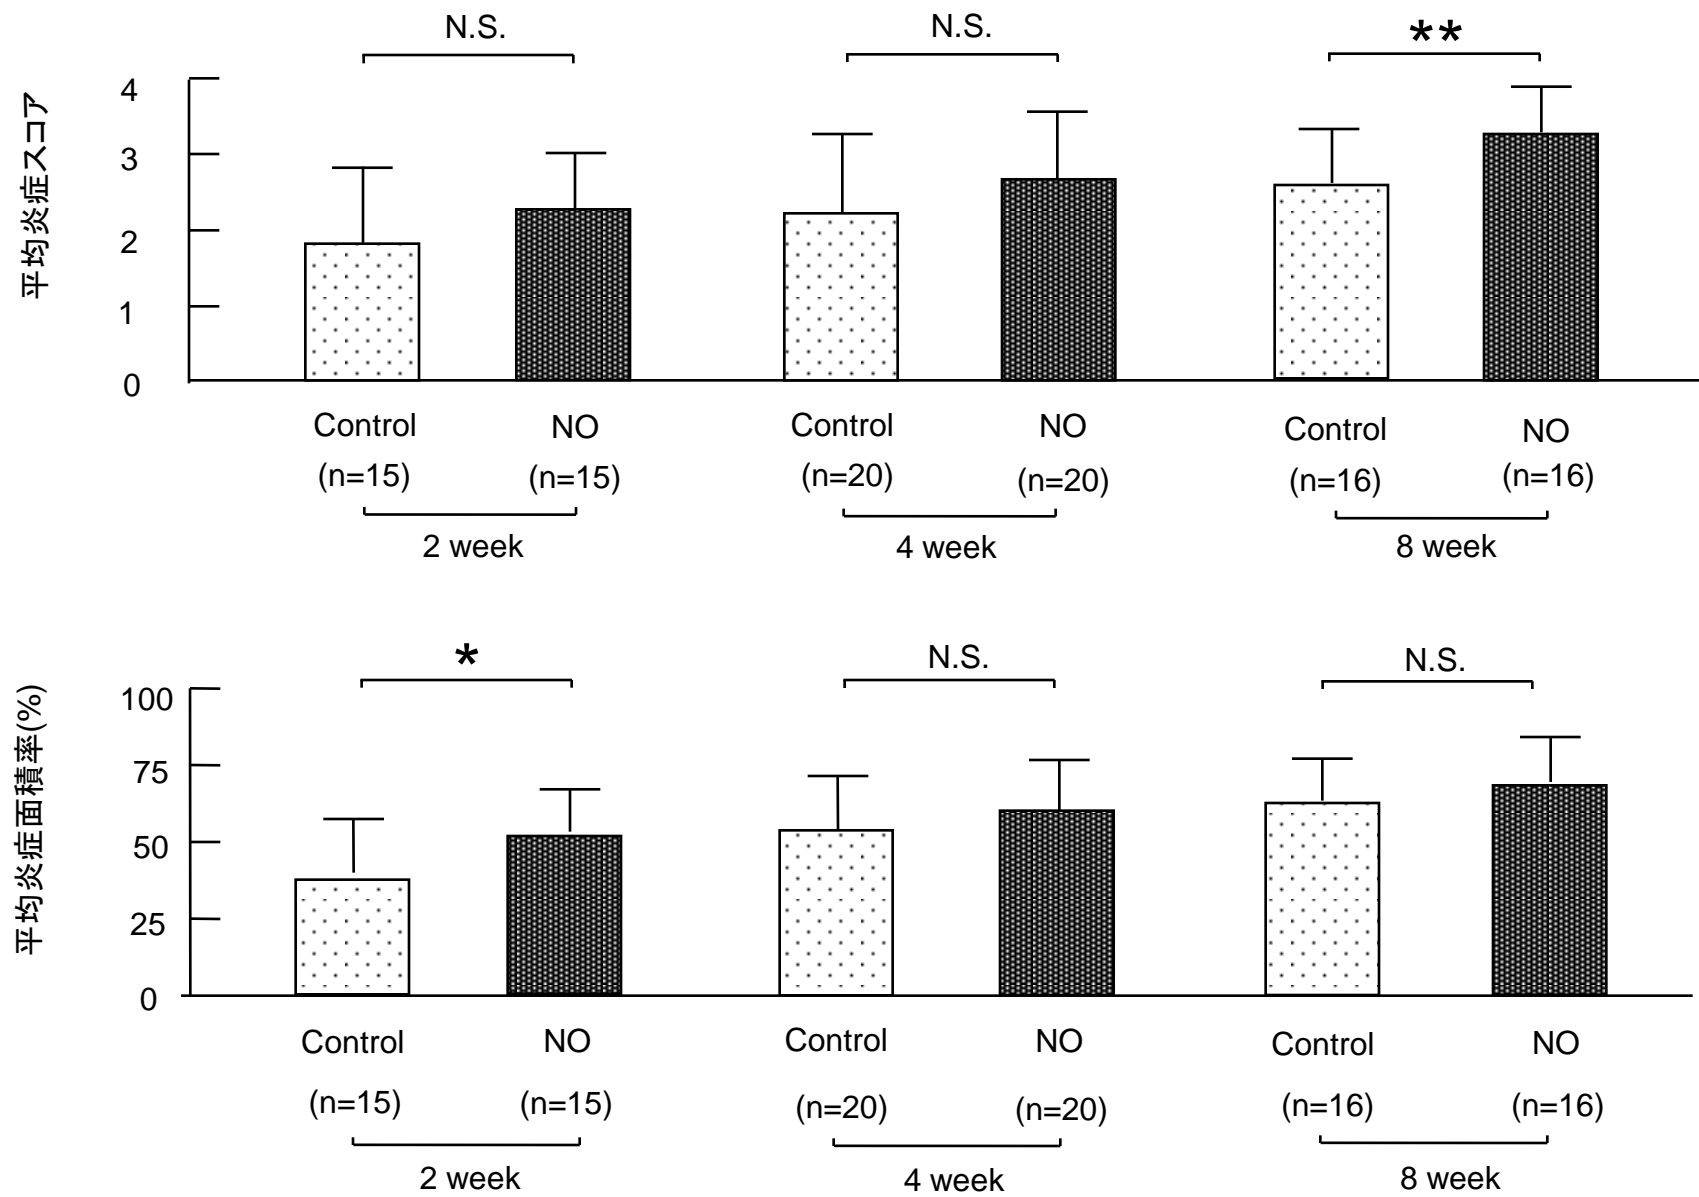 N.S.
N.S.
**
平均炎症スコア
4
3
2
1
0
Control
NO
Control
NO
Control
NO
(n=15)
(n=15)
(n=20)
(n=20)
(n=16)
(n=16)
2 week
4 week
8 week
*
N.S.
N.S.
平均炎症面積率(%)
100
75
50
25
0
Control
NO
Control
NO
Control
NO
(n=15)
(n=15)
(n=20)
(n=20)
(n=16)
(n=16)
2 week
4 week
8 week